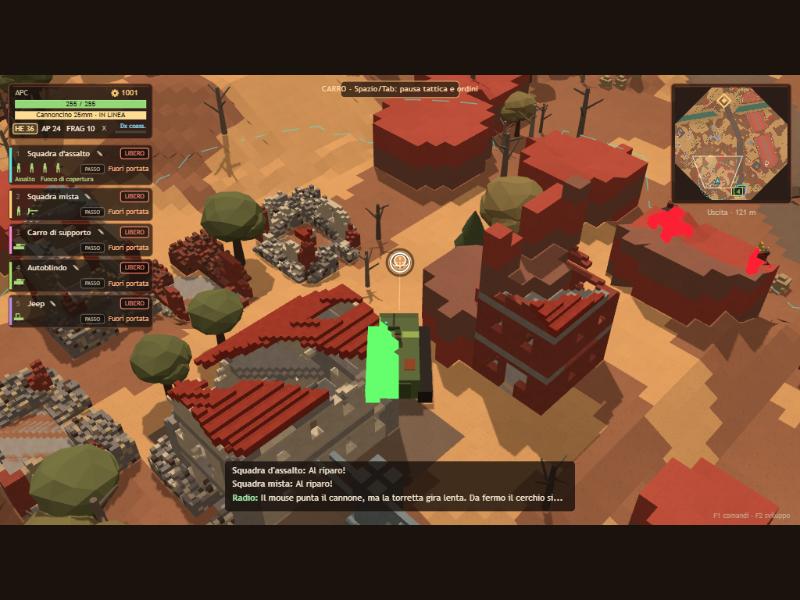 APC 1001
255 / 255
Cannoncino 25mm - IN LINEA
HE 36 AP 24 FRAG 10 X
CARRO - Spazio/Tab: pausa tattica e ordini
1 Squadra d'assalto LIBERO
PASSO Fuori portata
Assalto Fuoco di copertura
2 Squadra mista LIBERO
PASSO Fuori portata
3 Carro di supporto LIBERO
PASSO Fuori portata
4 Autoblindo LIBERO
PASSO Fuori portata
5 Jeep LIBERO
PASSO Fuori portata
Uscita · 121 m
Squadra d'assalto: Al riparo!
Squadra mista: Al riparo!
Radio: Il mouse punta il cannone, ma la torretta gira lenta. Da fermo il cerchio si...
F1 comandi · F2 sviluppo